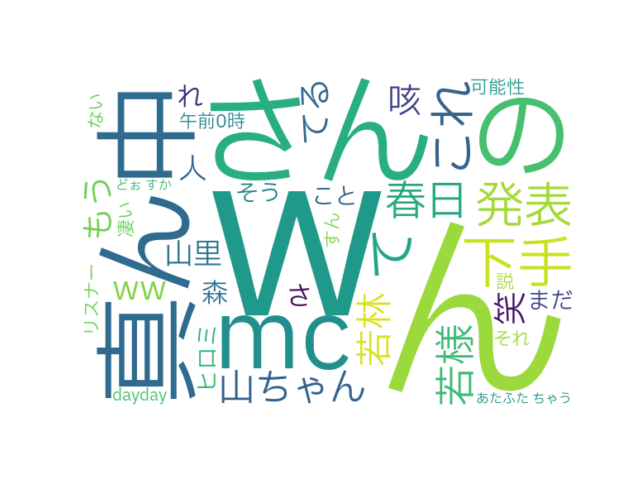 咳
可能性
れ
さん
てる
これ
の
ない
午前0時
真ん中
人
どぉ すか
そう
こと
春日
発表
もう
凄い
w
すん
て
下手
山里
説
リスナー
ww
森
さ
mc
若林
ん
笑
まだ
ヒロミ
若様
それ
dayday
山ちゃん
あたふた ちゃう